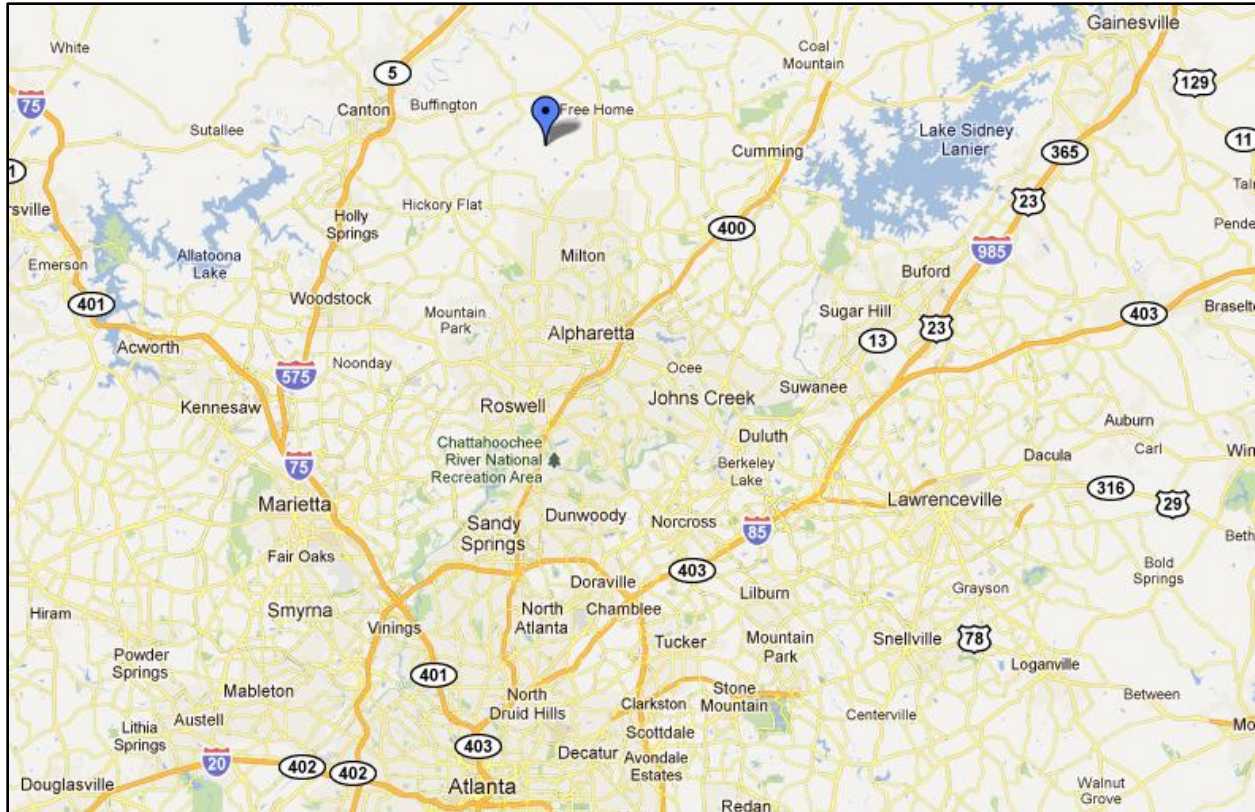 Gainesville
White
Coal
Mountain
5
129
75
Canton
Buffington
Free Home
Sutallee
11
Lake Sidney
Lanier
Cumming
365
1
23
Holly
Springs
Hickory Flat
400
Milton
985
Allatoona
Lake
Emerson
Buford
401
Woodstock
Mountain
Park
Sugar Hill
403
Braselto
23
Alpharetta
13
Acworth
Noonday
575
Ocee
Suwanee
Kennesaw
Roswell
Johns Creek
Auburn
Chattahoochee
River National
Recreation Area
Duluth
Carl
Dacula
Win
75
Berkeley
Lake
316
Marietta
Lawrenceville
29
Dunwoody
Norcross
85
Sandy
Springs
Beth
Fair Oaks
403
Bold
Springs
Doraville
Grayson
Lilburn
Hiram
Smyrna
North
Atlanta
Chamblee
Vinings
Tucker
Mountain
Park
Snellville
78
Loganville
Powder
Springs
401
Mableton
North
Druid Hills
Clarkston
Stone
Mountain
Between
Austell
Centerville
Lithia
Springs
Scottdale
403
Decatur
Avondale
Estates
20
402
402
Douglasville
Atlanta
Walnut
Grove
Redan